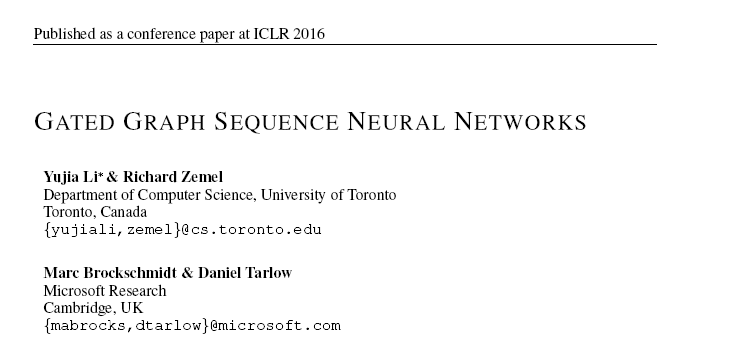 Published as a conference paper at ICLR 2016
GATED GRAPH SEQUENCE NEURAL NETWORKS
Yujia Li* & Richard Zemel
Department of Computer Science, University of Toronto
Toronto, Canada
{yujiali,zemel}@cs.toronto.edu
Marc Brockschmidt & Daniel Tarlow
Microsoft Research
Cambridge, UK
{mabrocks,dtarlow}@microsoft.com